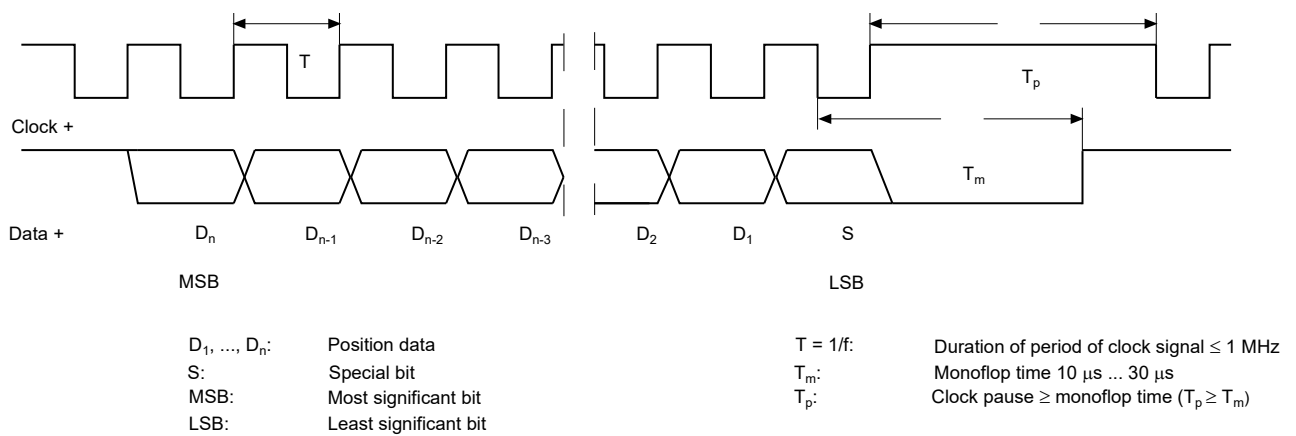 T
T_p
Clock +
T_m
Data +
D_n D_n-1 D_n-2 D_n-3 D_2 D_1 S
MSB LSB
D_1, ..., D_n: Position data
S: Special bit
MSB: Most significant bit
LSB: Least significant bit
T = 1/f: Duration of period of clock signal ≤ 1 MHz
T_m: Monoflop time 10 μs ... 30 μs
T_p: Clock pause ≥ monoflop time (T_p ≥ T_m)